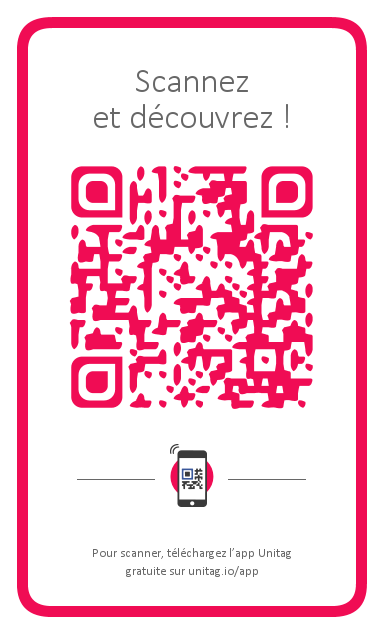 Scannez
et découvrez !
Pour scanner, téléchargez l'app Unitag
gratuite sur unitag.io/app